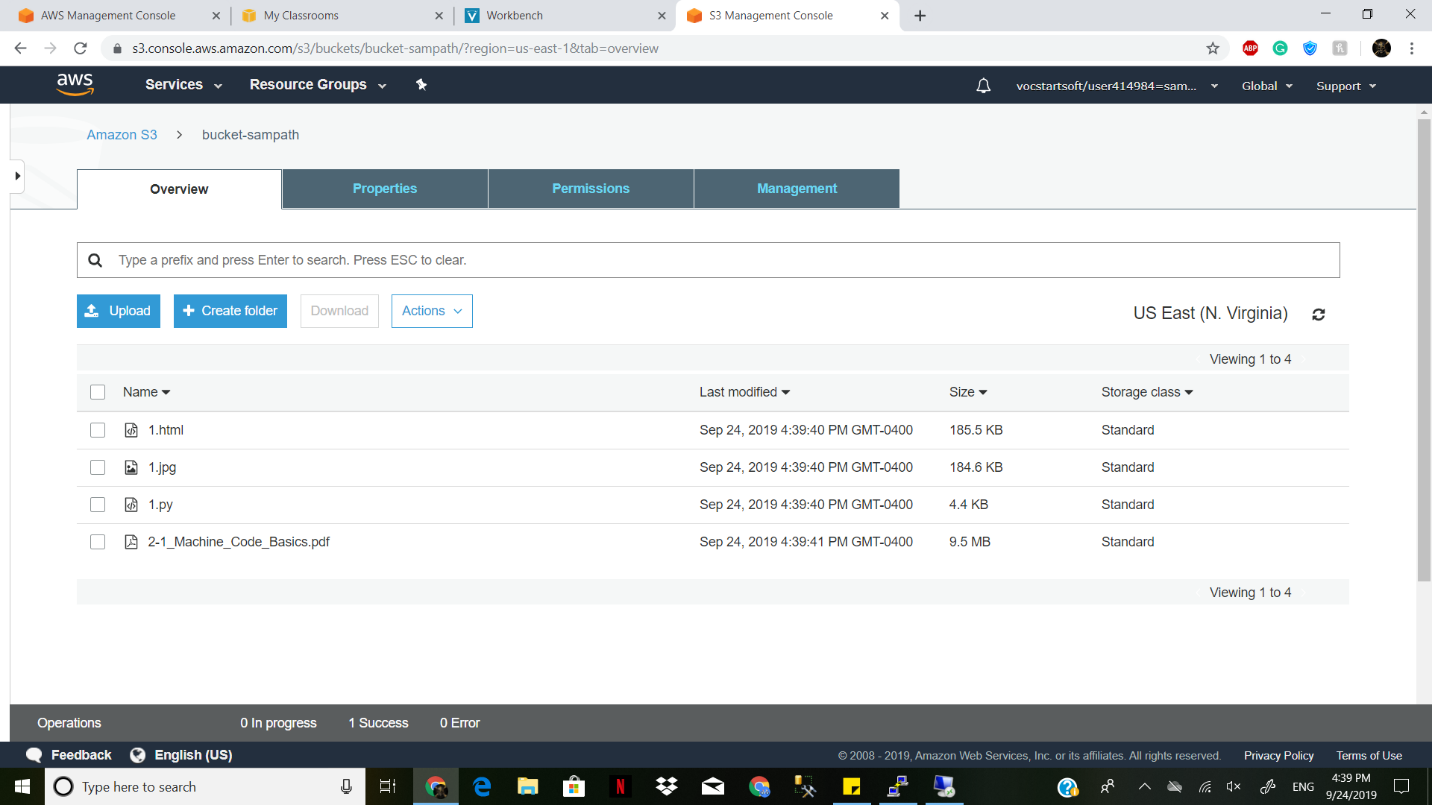 AWS Management Console
My Classrooms
Workbench
S3 Management Console
s3.console.aws.amazon.com/s3/buckets/bucket-sampath/?region=us-east-1&tab=overview
ABP
aws
Services
Resource Groups
vocstartsoft/user414984=sam...
Global
Support
Amazon S3 > bucket-sampath
Overview
Properties
Permissions
Management
Type a prefix and press Enter to search. Press ESC to clear.
Upload
+ Create folder
Download
Actions
US East (N. Virginia)
Viewing 1 to 4
Name Last modified Size Storage class
1.html Sep 24, 2019 4:39:40 PM GMT-0400 185.5 KB Standard
1.jpg Sep 24, 2019 4:39:40 PM GMT-0400 184.6 KB Standard
1.py Sep 24, 2019 4:39:40 PM GMT-0400 4.4 KB Standard
2-1_Machine_Code_Basics.pdf Sep 24, 2019 4:39:41 PM GMT-0400 9.5 MB Standard
Viewing 1 to 4
Operations 0 In progress 1 Success 0 Error
Feedback English (US)
© 2008 - 2019, Amazon Web Services, Inc. or its affiliates. All rights reserved. Privacy Policy Terms of Use
Type here to search
N
ENG
4:39 PM
9/24/2019